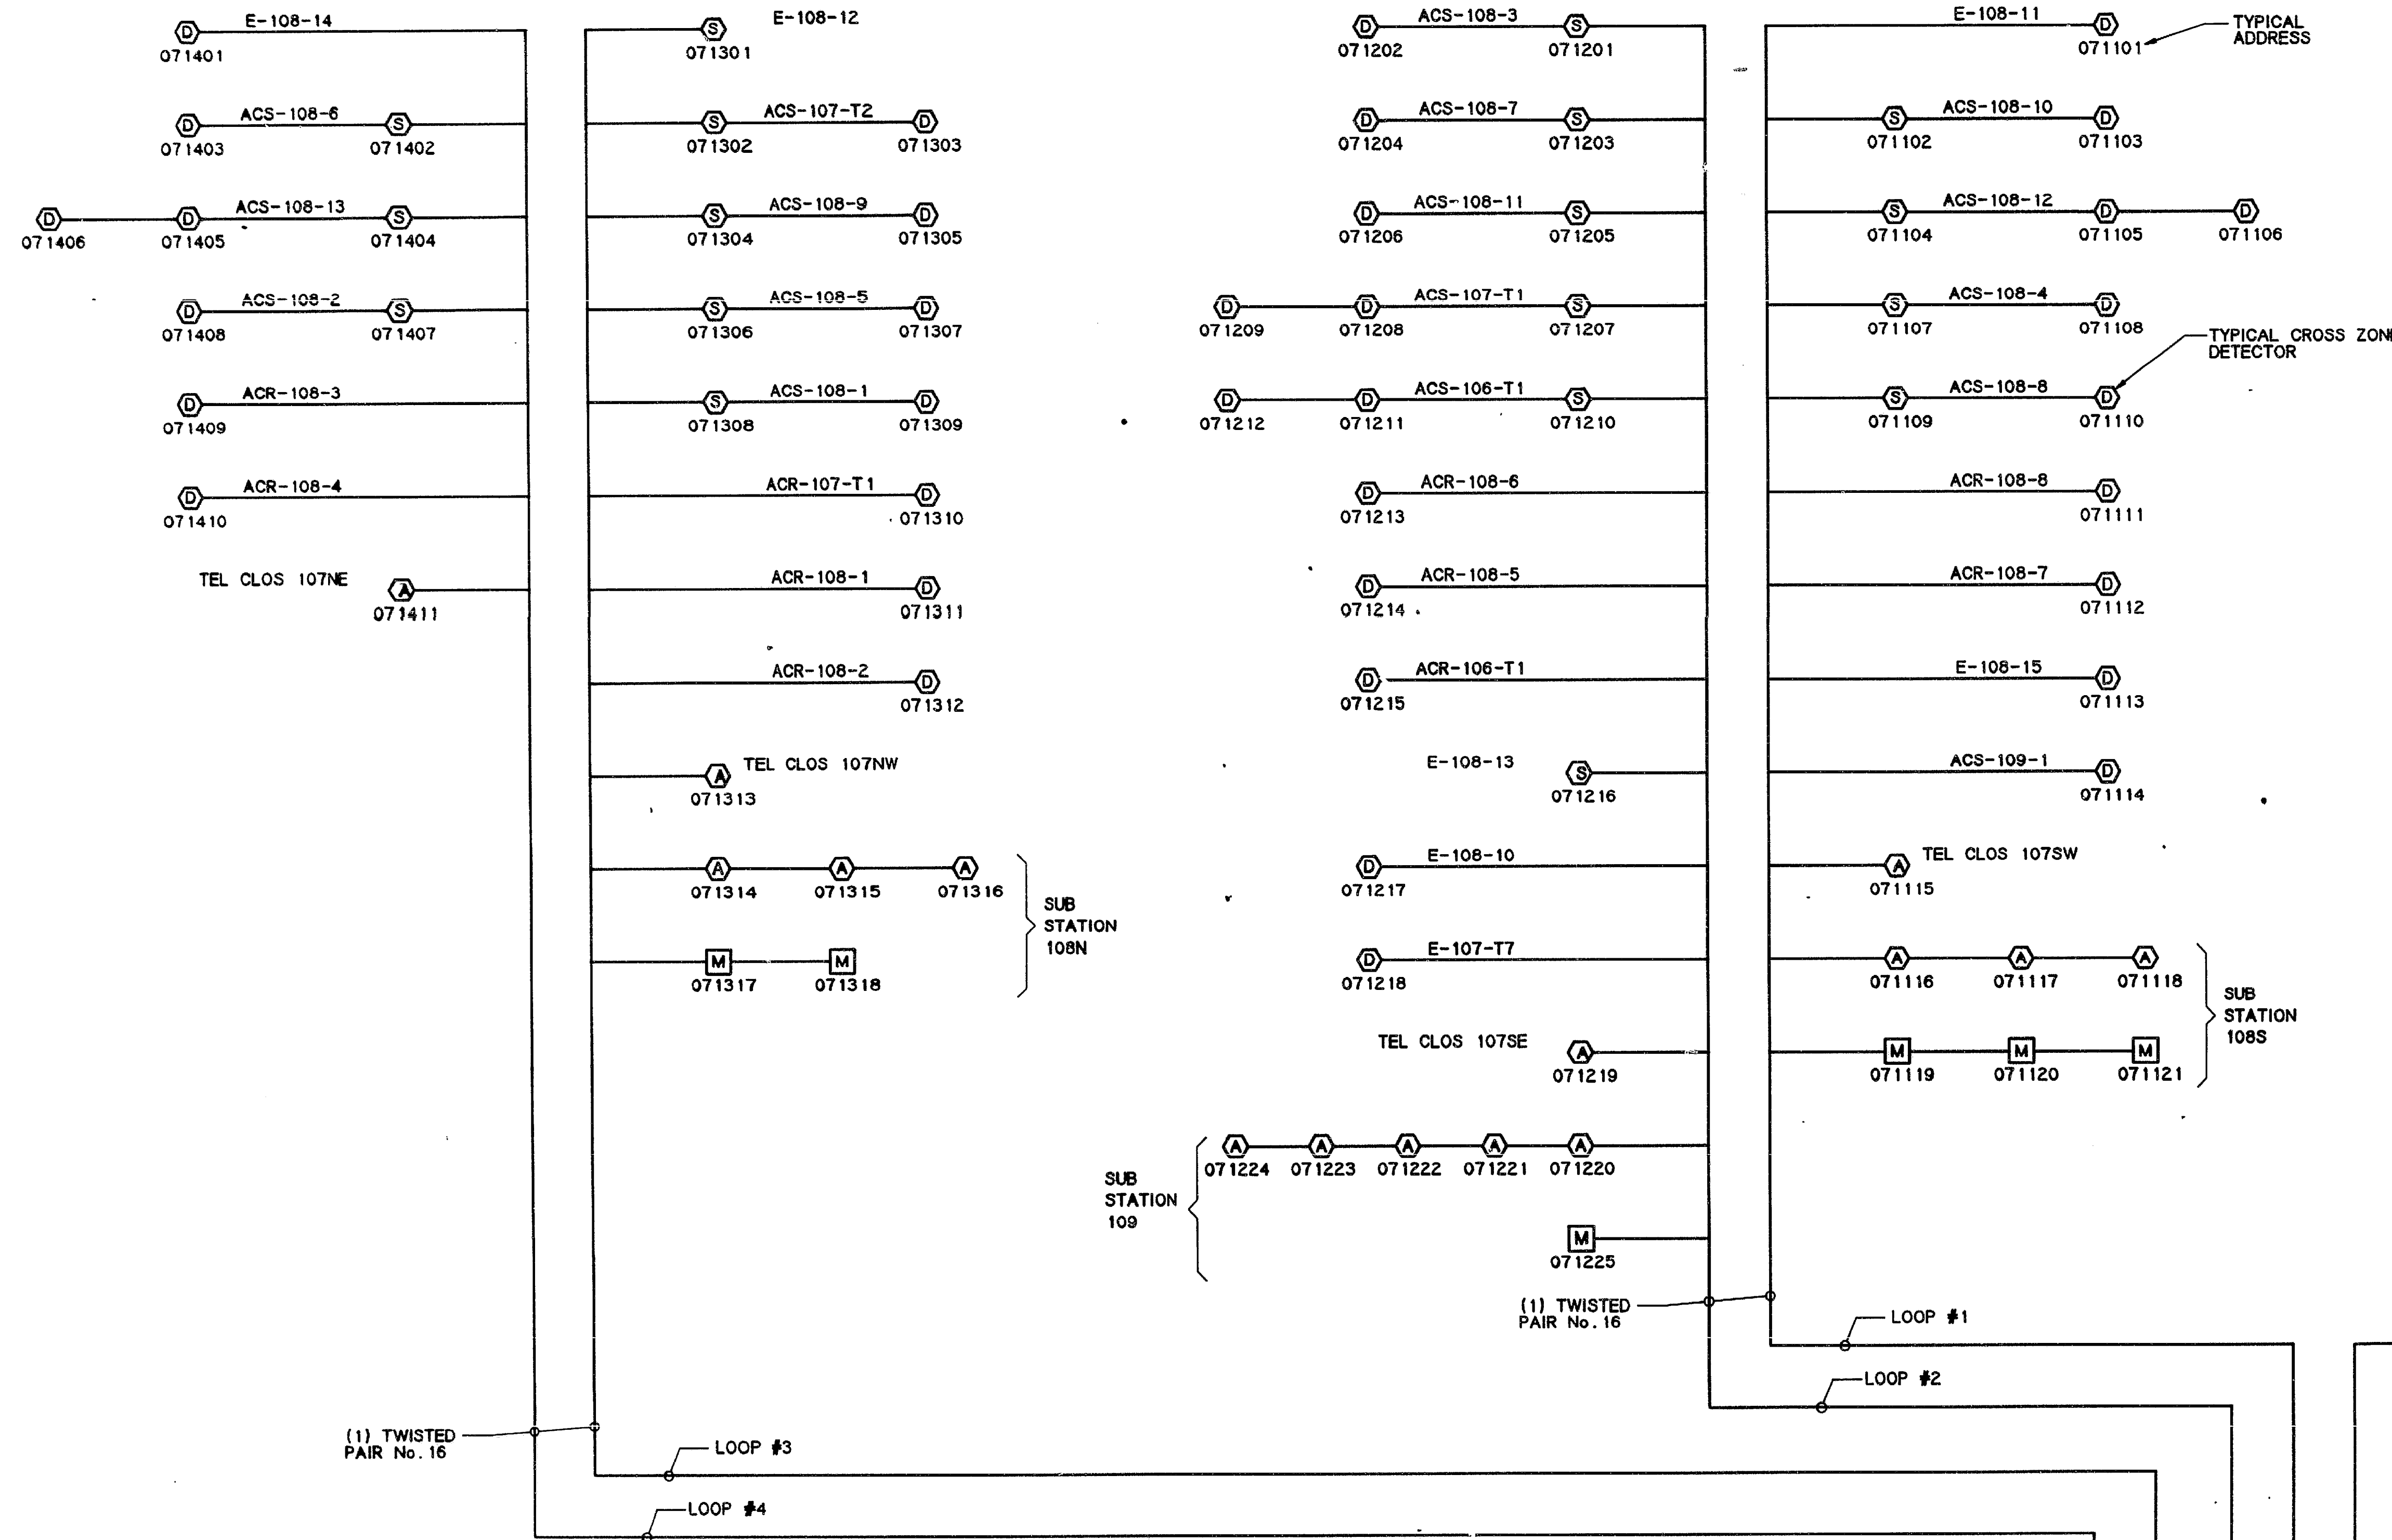 E-108-14
D
071401
ACS-108-6
D S
071403 071402
ACS-108-13
D D S
071406 071405 071404
ACS-108-2
D S
071408 071407
ACR-108-3
D
071409
ACR-108-4
D
071410
TEL CLOS 107NE
A
071411
E-108-12
S
071301
ACS-107-T2
S D
071302 071303
ACS-108-9
S D
071304 071305
ACS-108-5
S D
071306 071307
ACS-108-1
S D
071308 071309
ACR-107-T1
D
071310
ACR-108-1
D
071311
ACR-108-2
D
071312
TEL CLOS 107NW
A
071313
A A A
071314 071315 071316
M M
071317 071318
SUB
STATION
108N
ACS-108-3
D S
071202 071201
ACS-108-7
D S
071204 071203
ACS-108-11
D S
071206 071205
ACS-107-T1
D D S
071209 071208 071207
ACS-106-T1
D D S
071212 071211 071210
ACR-108-6
D
071213
ACR-108-5
D
071214
ACR-106-T1
D
071215
E-108-13
S
071216
E-108-10
D
071217
E-107-T7
D
071218
TEL CLOS 107SE
A
071219
A A A A A
071224 071223 071222 071221 071220
SUB
STATION
109
M
071225
E-108-11
D
071101
TYPICAL
ADDRESS
ACS-108-10
S D
071102 071103
ACS-108-12
S D D
071104 071105 071106
ACS-108-4
S D
071107 071108
TYPICAL CROSS
DETECTOR
ACS-108-8
S D
071109 071110
ACR-108-8
D
071111
ACR-108-7
D
071112
E-108-15
D
071113
ACS-109-1
D
071114
TEL CLOS 107SW
A
071115
A A A
071116 071117 071118
M M M
071119 071120 071121
SUB
STATION
108S
(1) TWISTED
PAIR No.16
LOOP #1
LOOP #2
(1) TWISTED
PAIR No.16
LOOP #3
LOOP #4